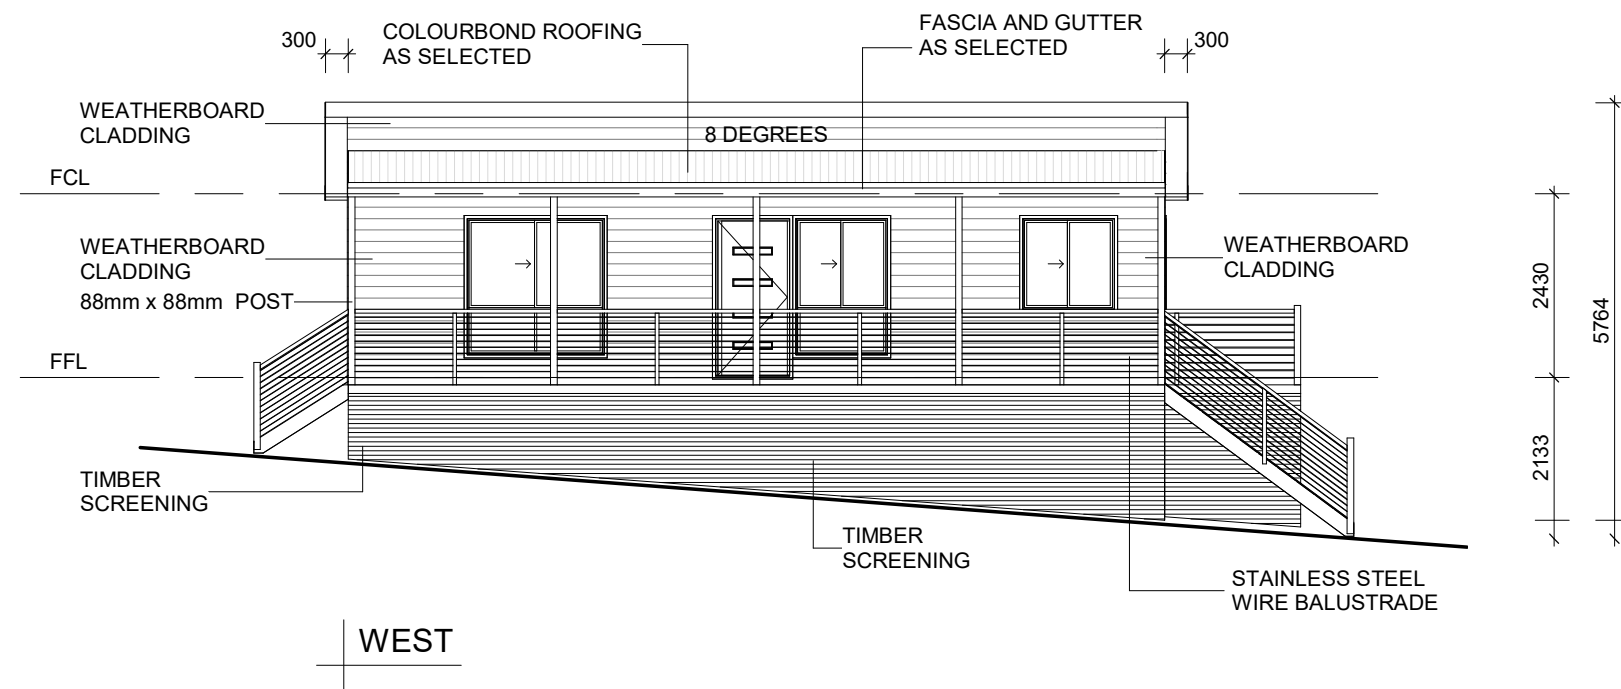 300
COLOURBOND ROOFING
AS SELECTED
FASCIA AND GUTTER
AS SELECTED
300
WEATHERBOARD
CLADDING
8 DEGREES
FCL
WEATHERBOARD
CLADDING
88mm x 88mm POST
WEATHERBOARD
CLADDING
2430
5764
FFL
2133
TIMBER
SCREENING
TIMBER
SCREENING
STAINLESS STEEL
WIRE BALUSTRADE
WEST